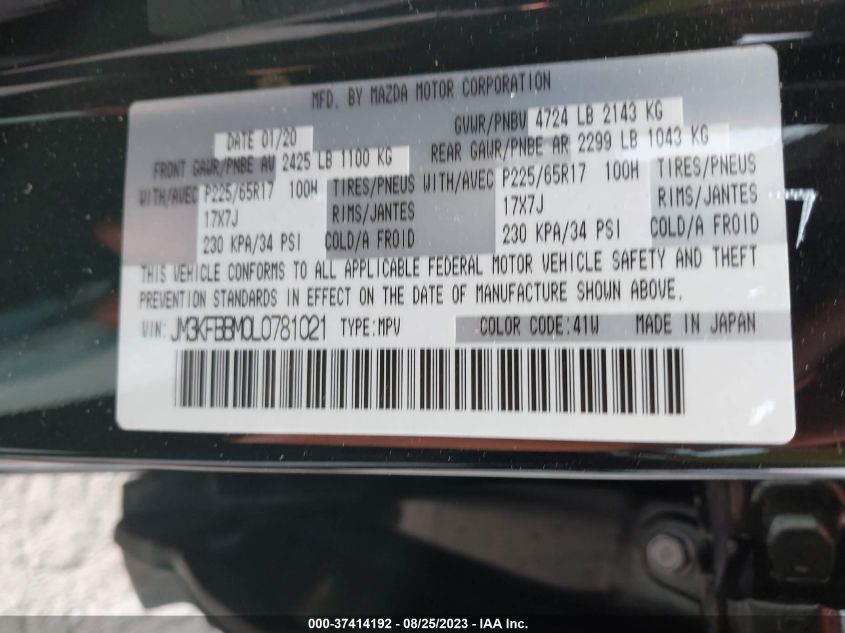 MFD. BY MAZDA MOTOR CORPORATION
DATE 01/20 GVWR/PNBV 4724 LB 2143 KG
FRONT GAWR/PNBE AV 2425 LB 1100 KG REAR GAWR/PNBE AR 2299 LB 1043 KG
WITH/AVEC P225/65R17 100H TIRES/PNEUS WITH/AVEC P225/65R17 100H TIRES/PNEUS
17X7J RIMS/JANTES 17X7J RIMS/JANTES
230 KPA/34 PSI COLD/A FROID 230 KPA/34 PSI COLD/A FROID
THIS VEHICLE CONFORMS TO ALL APPLICABLE FEDERAL MOTOR VEHICLE SAFETY AND THEFT
PREVENTION STANDARDS IN EFFECT ON THE DATE OF MANUFACTURE SHOWN ABOVE.
VIN: JM3KFBBM0L0781021 TYPE:MPV COLOR CODE:41W MADE IN JAPAN
000-37414192 - 08/25/2023 - IAA Inc.